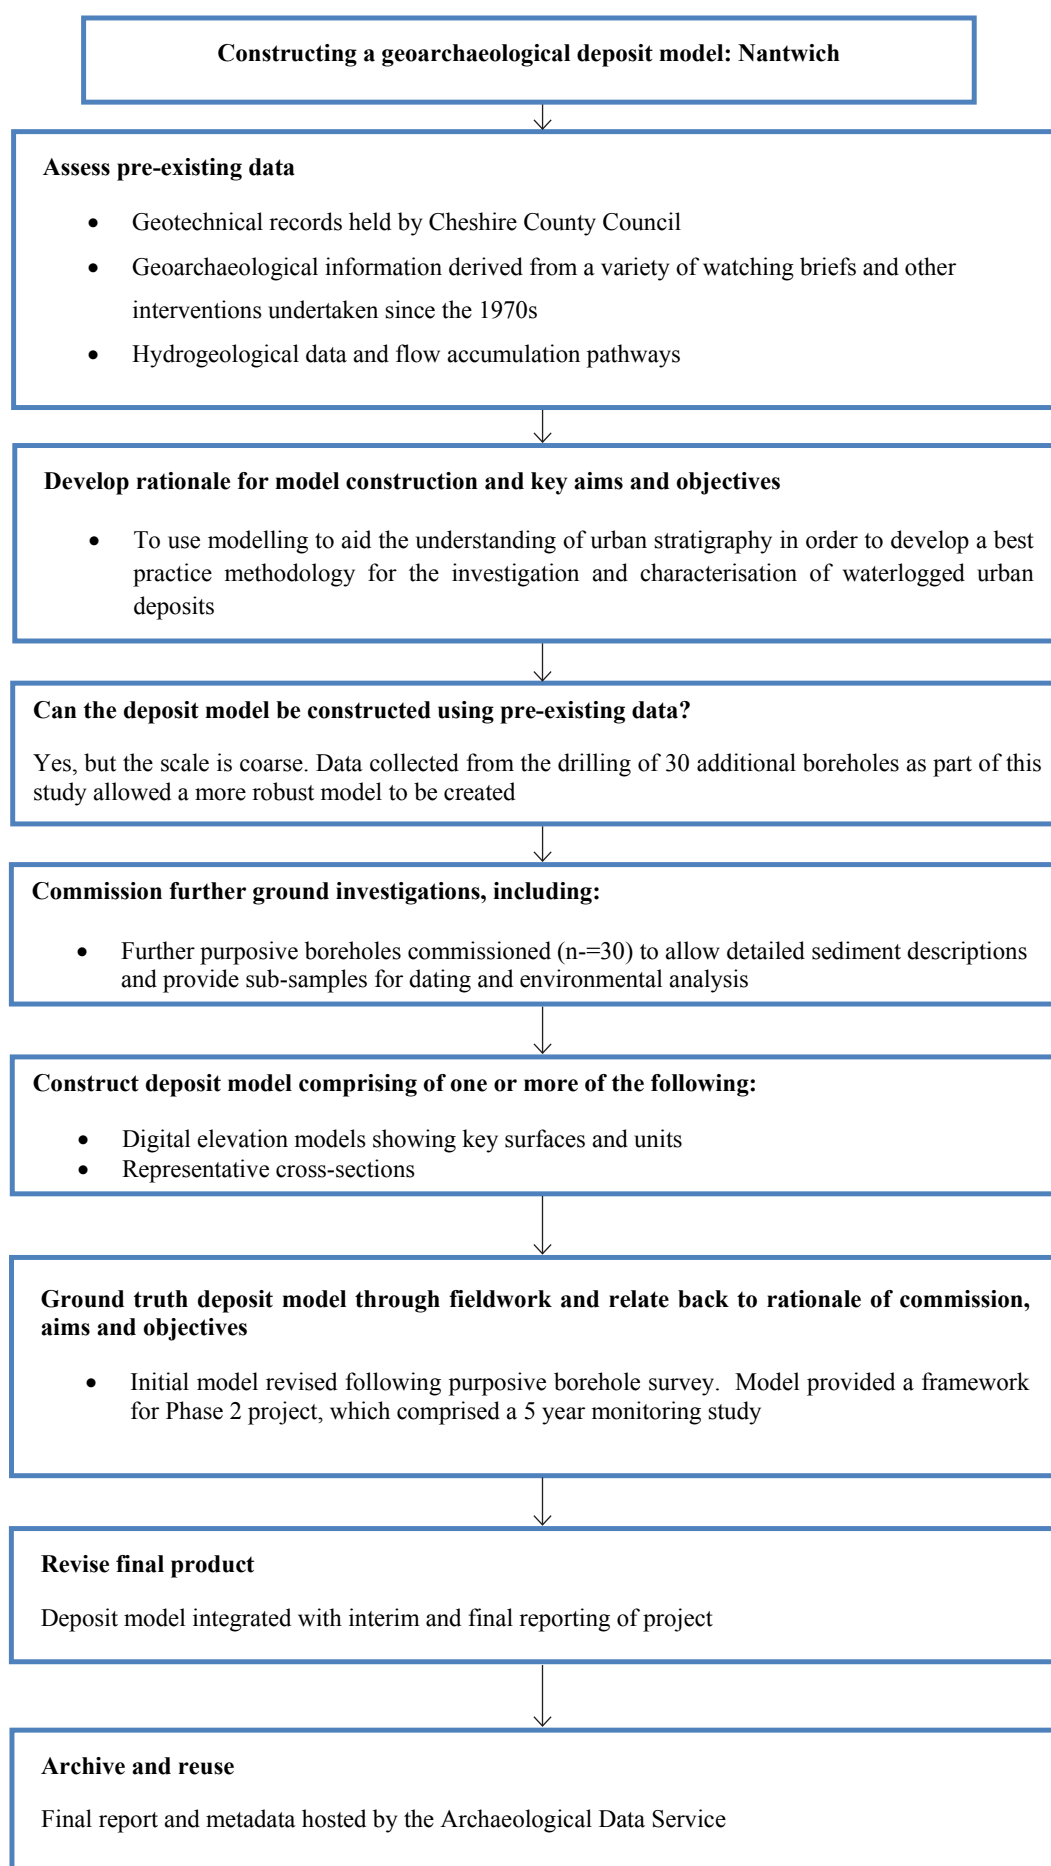 Constructing a geoarchaeological deposit model: Nantwich
Assess pre-existing data
• Geotechnical records held by Cheshire County Council
• Geoarchaeological information derived from a variety of watching briefs and other
interventions undertaken since the 1970s
• Hydrogeological data and flow accumulation pathways
Develop rationale for model construction and key aims and objectives
• To use modelling to aid the understanding of urban stratigraphy in order to develop a best
practice methodology for the investigation and characterisation of waterlogged urban
deposits
Can the deposit model be constructed using pre-existing data?
Yes, but the scale is coarse. Data collected from the drilling of 30 additional boreholes as part of this
study allowed a more robust model to be created
Commission further ground investigations, including:
• Further purposive boreholes commissioned (n-=30) to allow detailed sediment descriptions
and provide sub-samples for dating and environmental analysis
Construct deposit model comprising of one or more of the following:
• Digital elevation models showing key surfaces and units
• Representative cross-sections
Ground truth deposit model through fieldwork and relate back to rationale of commission,
aims and objectives
• Initial model revised following purposive borehole survey. Model provided a framework
for Phase 2 project, which comprised a 5 year monitoring study
Revise final product
Deposit model integrated with interim and final reporting of project
Archive and reuse
Final report and metadata hosted by the Archaeological Data Service